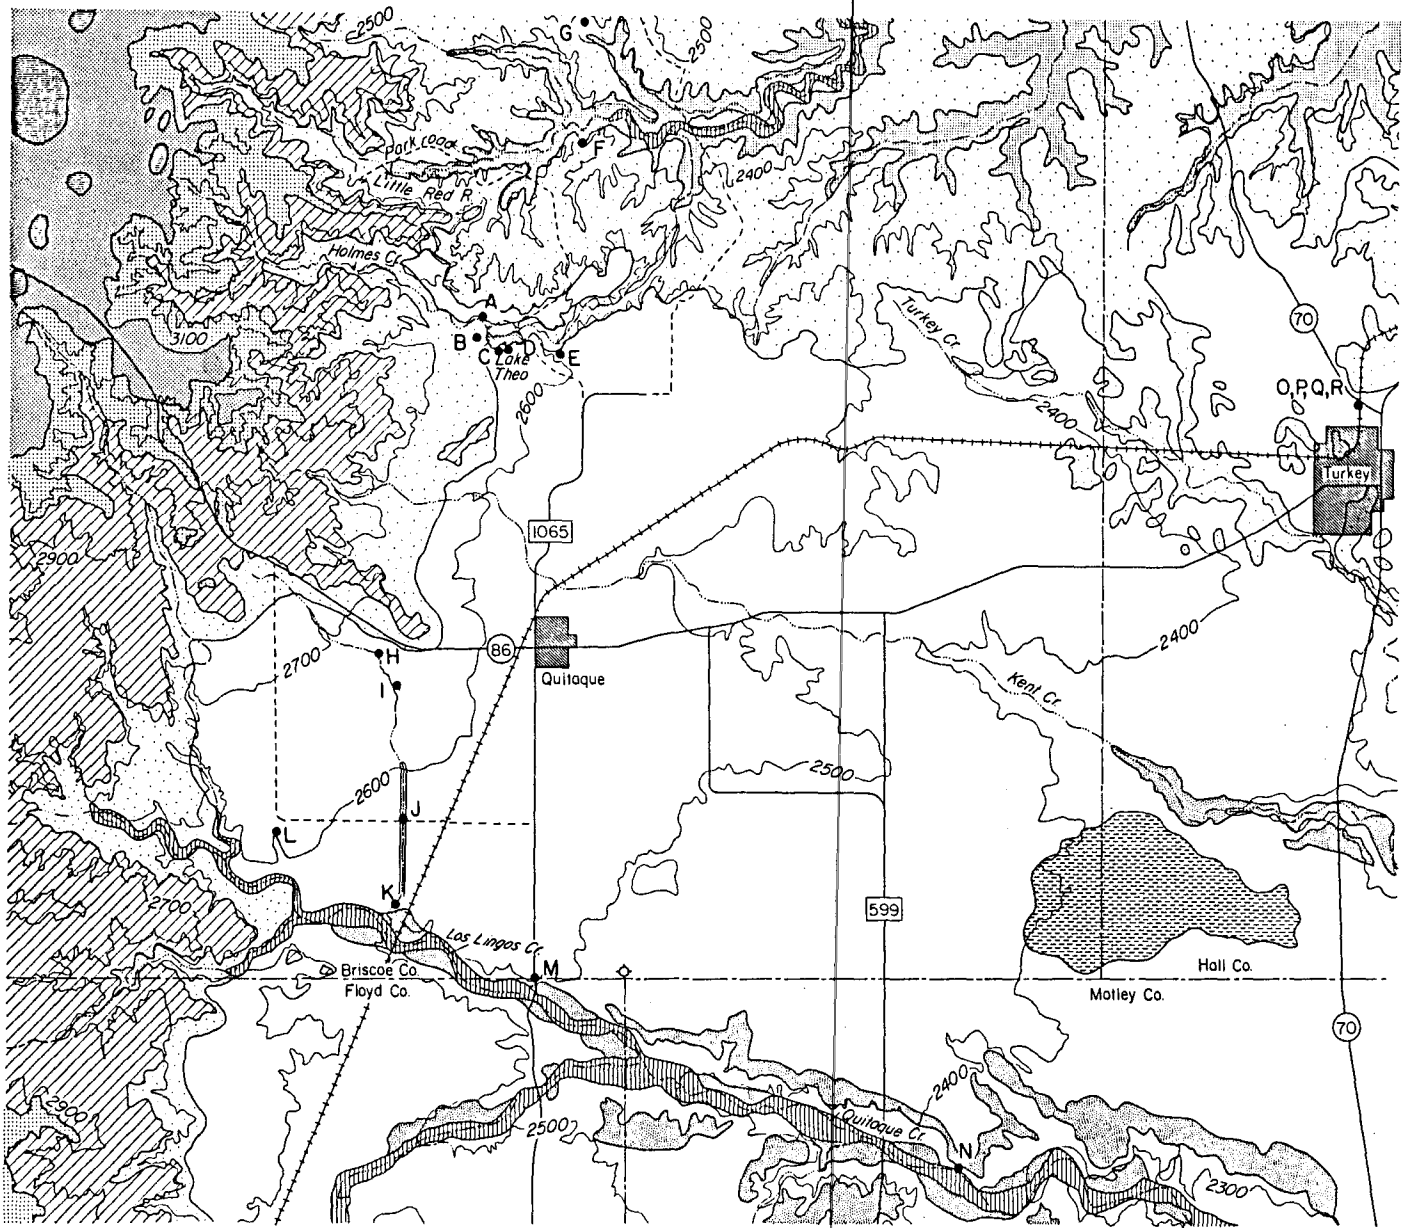 2500
G
2500
Park road
F
Little Red R.
2400
Holmes Cr.
A
3100
B
C
D
E
Lake
Theo
Turkey Cr.
70
2600
O,P,Q,R
2400
Turkey
1065
2900
2700
H
86
2400
Quitaque
I
Kent Cr.
2500
2600
J
L
K
2700
599
Los Lingos Cr.
Briscoe Co.
Floyd Co.
M
Hall Co.
Motley Co.
70
2400
2900
2500
Quitaque Cr.
N
2300